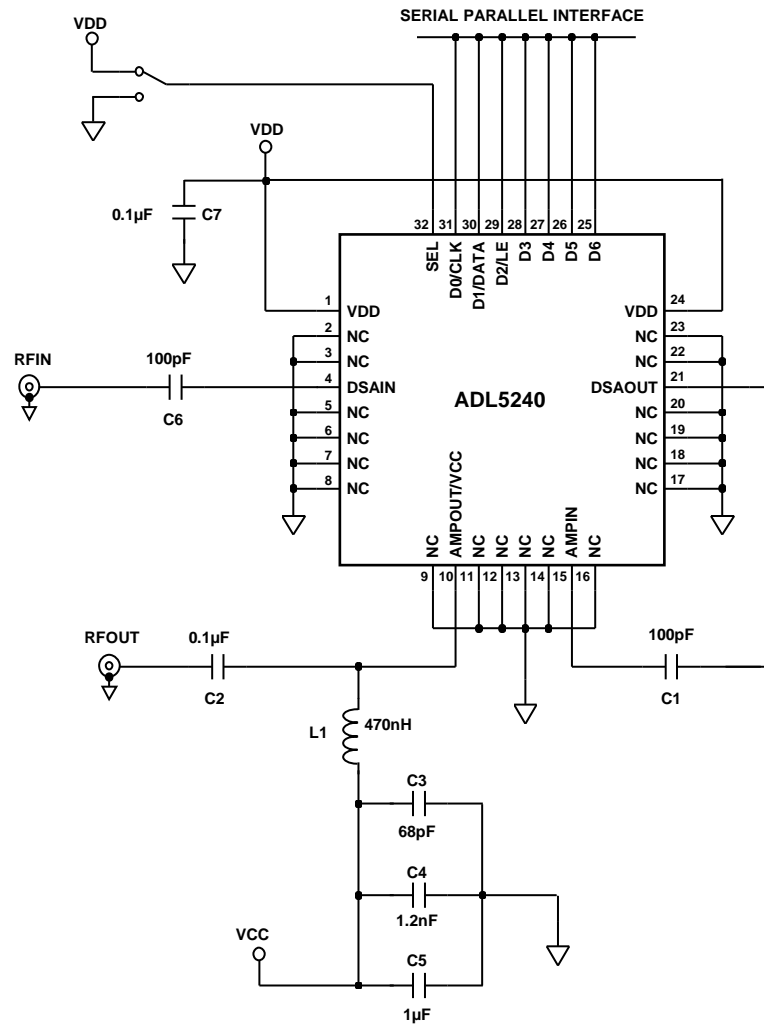 SERIAL PARALLEL INTERFACE
VDD
VDD
0.1µF
C7
32 31 30 29 28 27 26 25
SEL
D0/CLK
D1/DATA
D2/LE
D3
D4
D5
D6
1 VDD
2 NC
3 NC
4 DSAIN
5 NC
6 NC
7 NC
8 NC
VDD 24
NC 23
NC 22
DSAOUT 21
NC 20
NC 19
NC 18
NC 17
RFIN
100pF
C6
ADL5240
NC
AMPOUT/VCC
NC
NC
NC
NC
AMPIN
NC
9 10 11 12 13 14 15 16
RFOUT
0.1µF
C2
100pF
C1
L1
470nH
C3
68pF
C4
1.2nF
VCC
C5
1µF